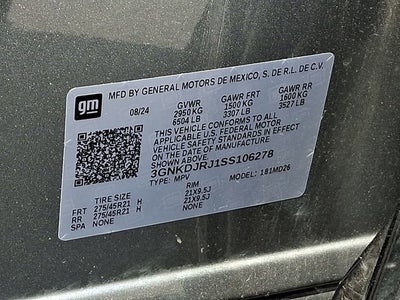 gm
MFD BY GENERAL MOTORS DE MEXICO, S. DE R.L. DE C.V.
08/24 GVWR GAWR FRT GAWR RR
2950 KG 1500 KG 1600 KG
6504 LB 3307 LB 3527 LB
THIS VEHICLE CONFORMS TO ALL
APPLICABLE U.S. FEDERAL MOTOR
VEHICLE SAFETY STANDARDS IN EFFECT
ON THE DATE OF MANUFACTURE
SHOWN ABOVE.
3GNKDJRJ1SS106278
TYPE: MPV MODEL: 181MD26
TIRE SIZE RIM
FRT 275/45R21 H 21X9.5J
RR 275/45R21 H 21X9.5J
SPA NONE NONE